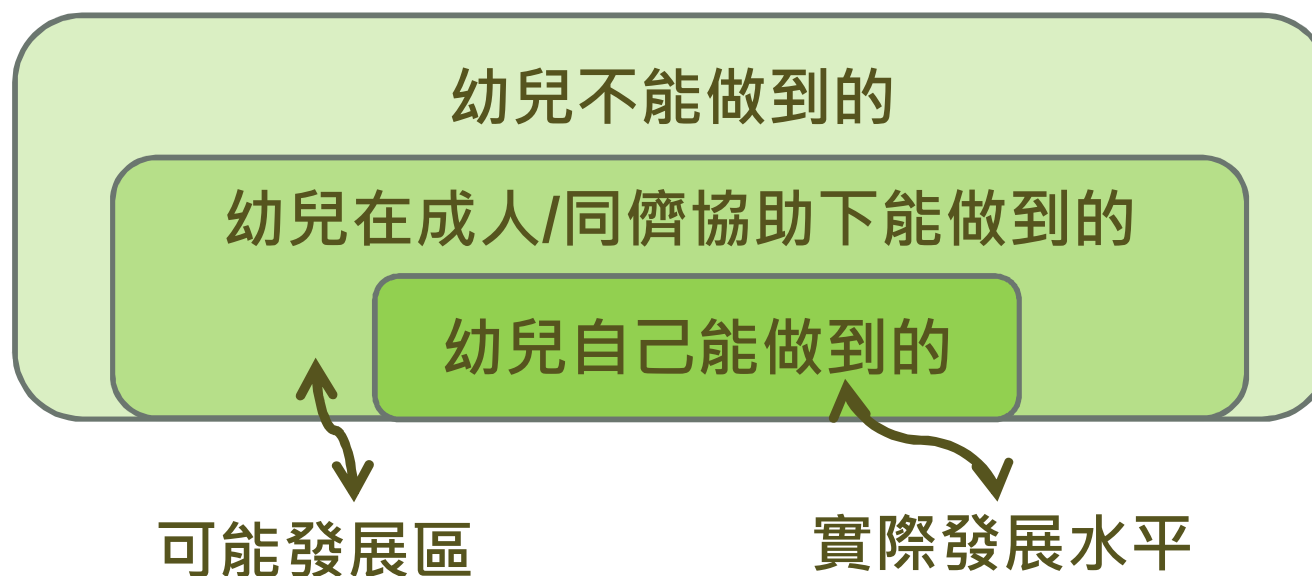 幼兒不能做到的
幼兒在成人/同儕協助下能做到的
幼兒自己能做到的
可能發展區
實際發展水平